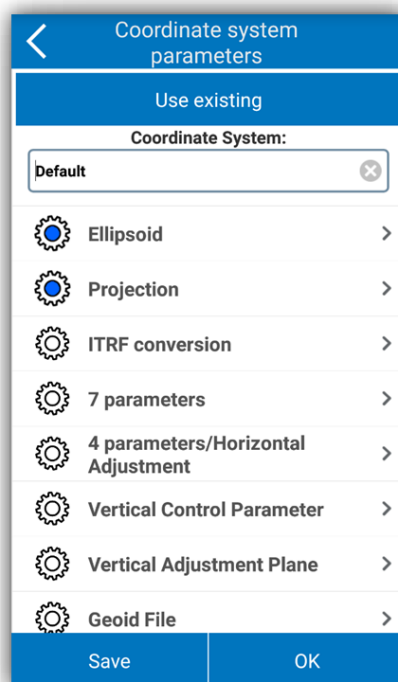 Coordinate system
parameters
Use existing
Coordinate System:
Default
Ellipsoid
Projection
ITRF conversion
7 parameters
4 parameters/Horizontal
Adjustment
Vertical Control Parameter
Vertical Adjustment Plane
Geoid File
Save
OK